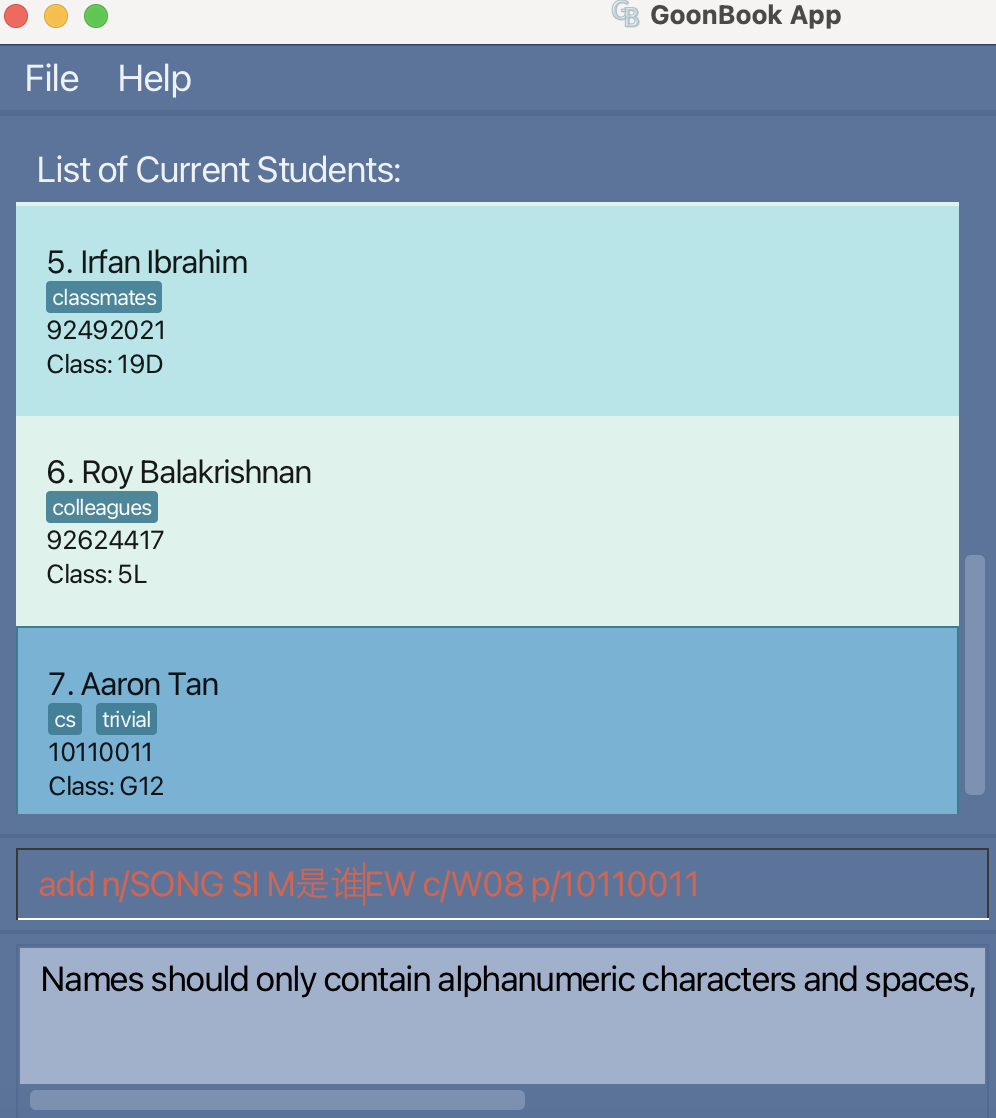 GB GoonBook App
File Help
List of Current Students:
5. Irfan Ibrahim
classmates
92492021
Class: 19D
6. Roy Balakrishnan
colleagues
92624417
Class: 5L
7. Aaron Tan
cs trivial
10110011
Class: G12
add n/SONG SI M是谁EW c/W08 p/10110011
Names should only contain alphanumeric characters and spaces,